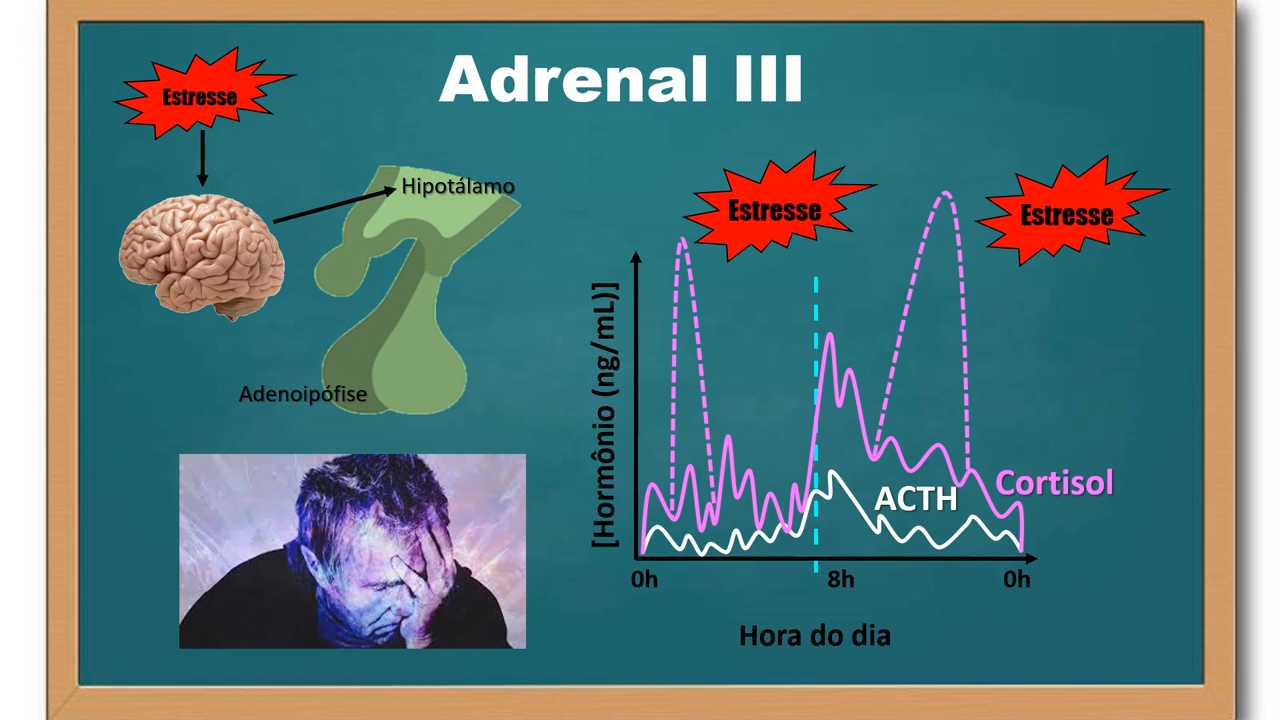 Adrenal III
Estresse
Hipotálamo
Adenoipófise
Estresse
Estresse
[Hormônio (ng/mL)]
Cortisol
ACTH
0h
8h
0h
Hora do dia